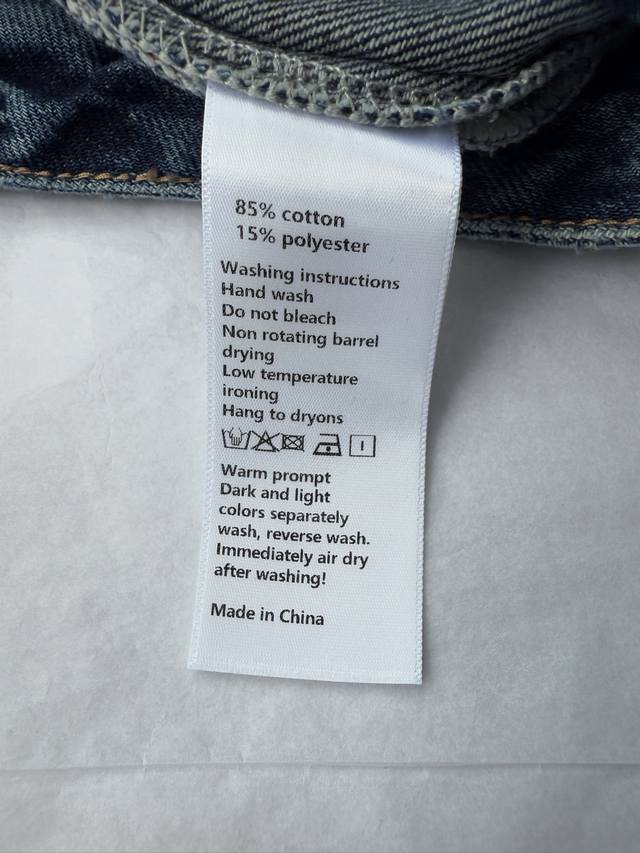 85% cotton
15% polyester
Washing instructions
Hand wash
Do not bleach
Non rotating barrel
drying
Low temperature
ironing
Hang to dryons
Warm prompt
Dark and light
colors separately
wash, reverse wash.
Immediately air dry
after washing!
Made in China